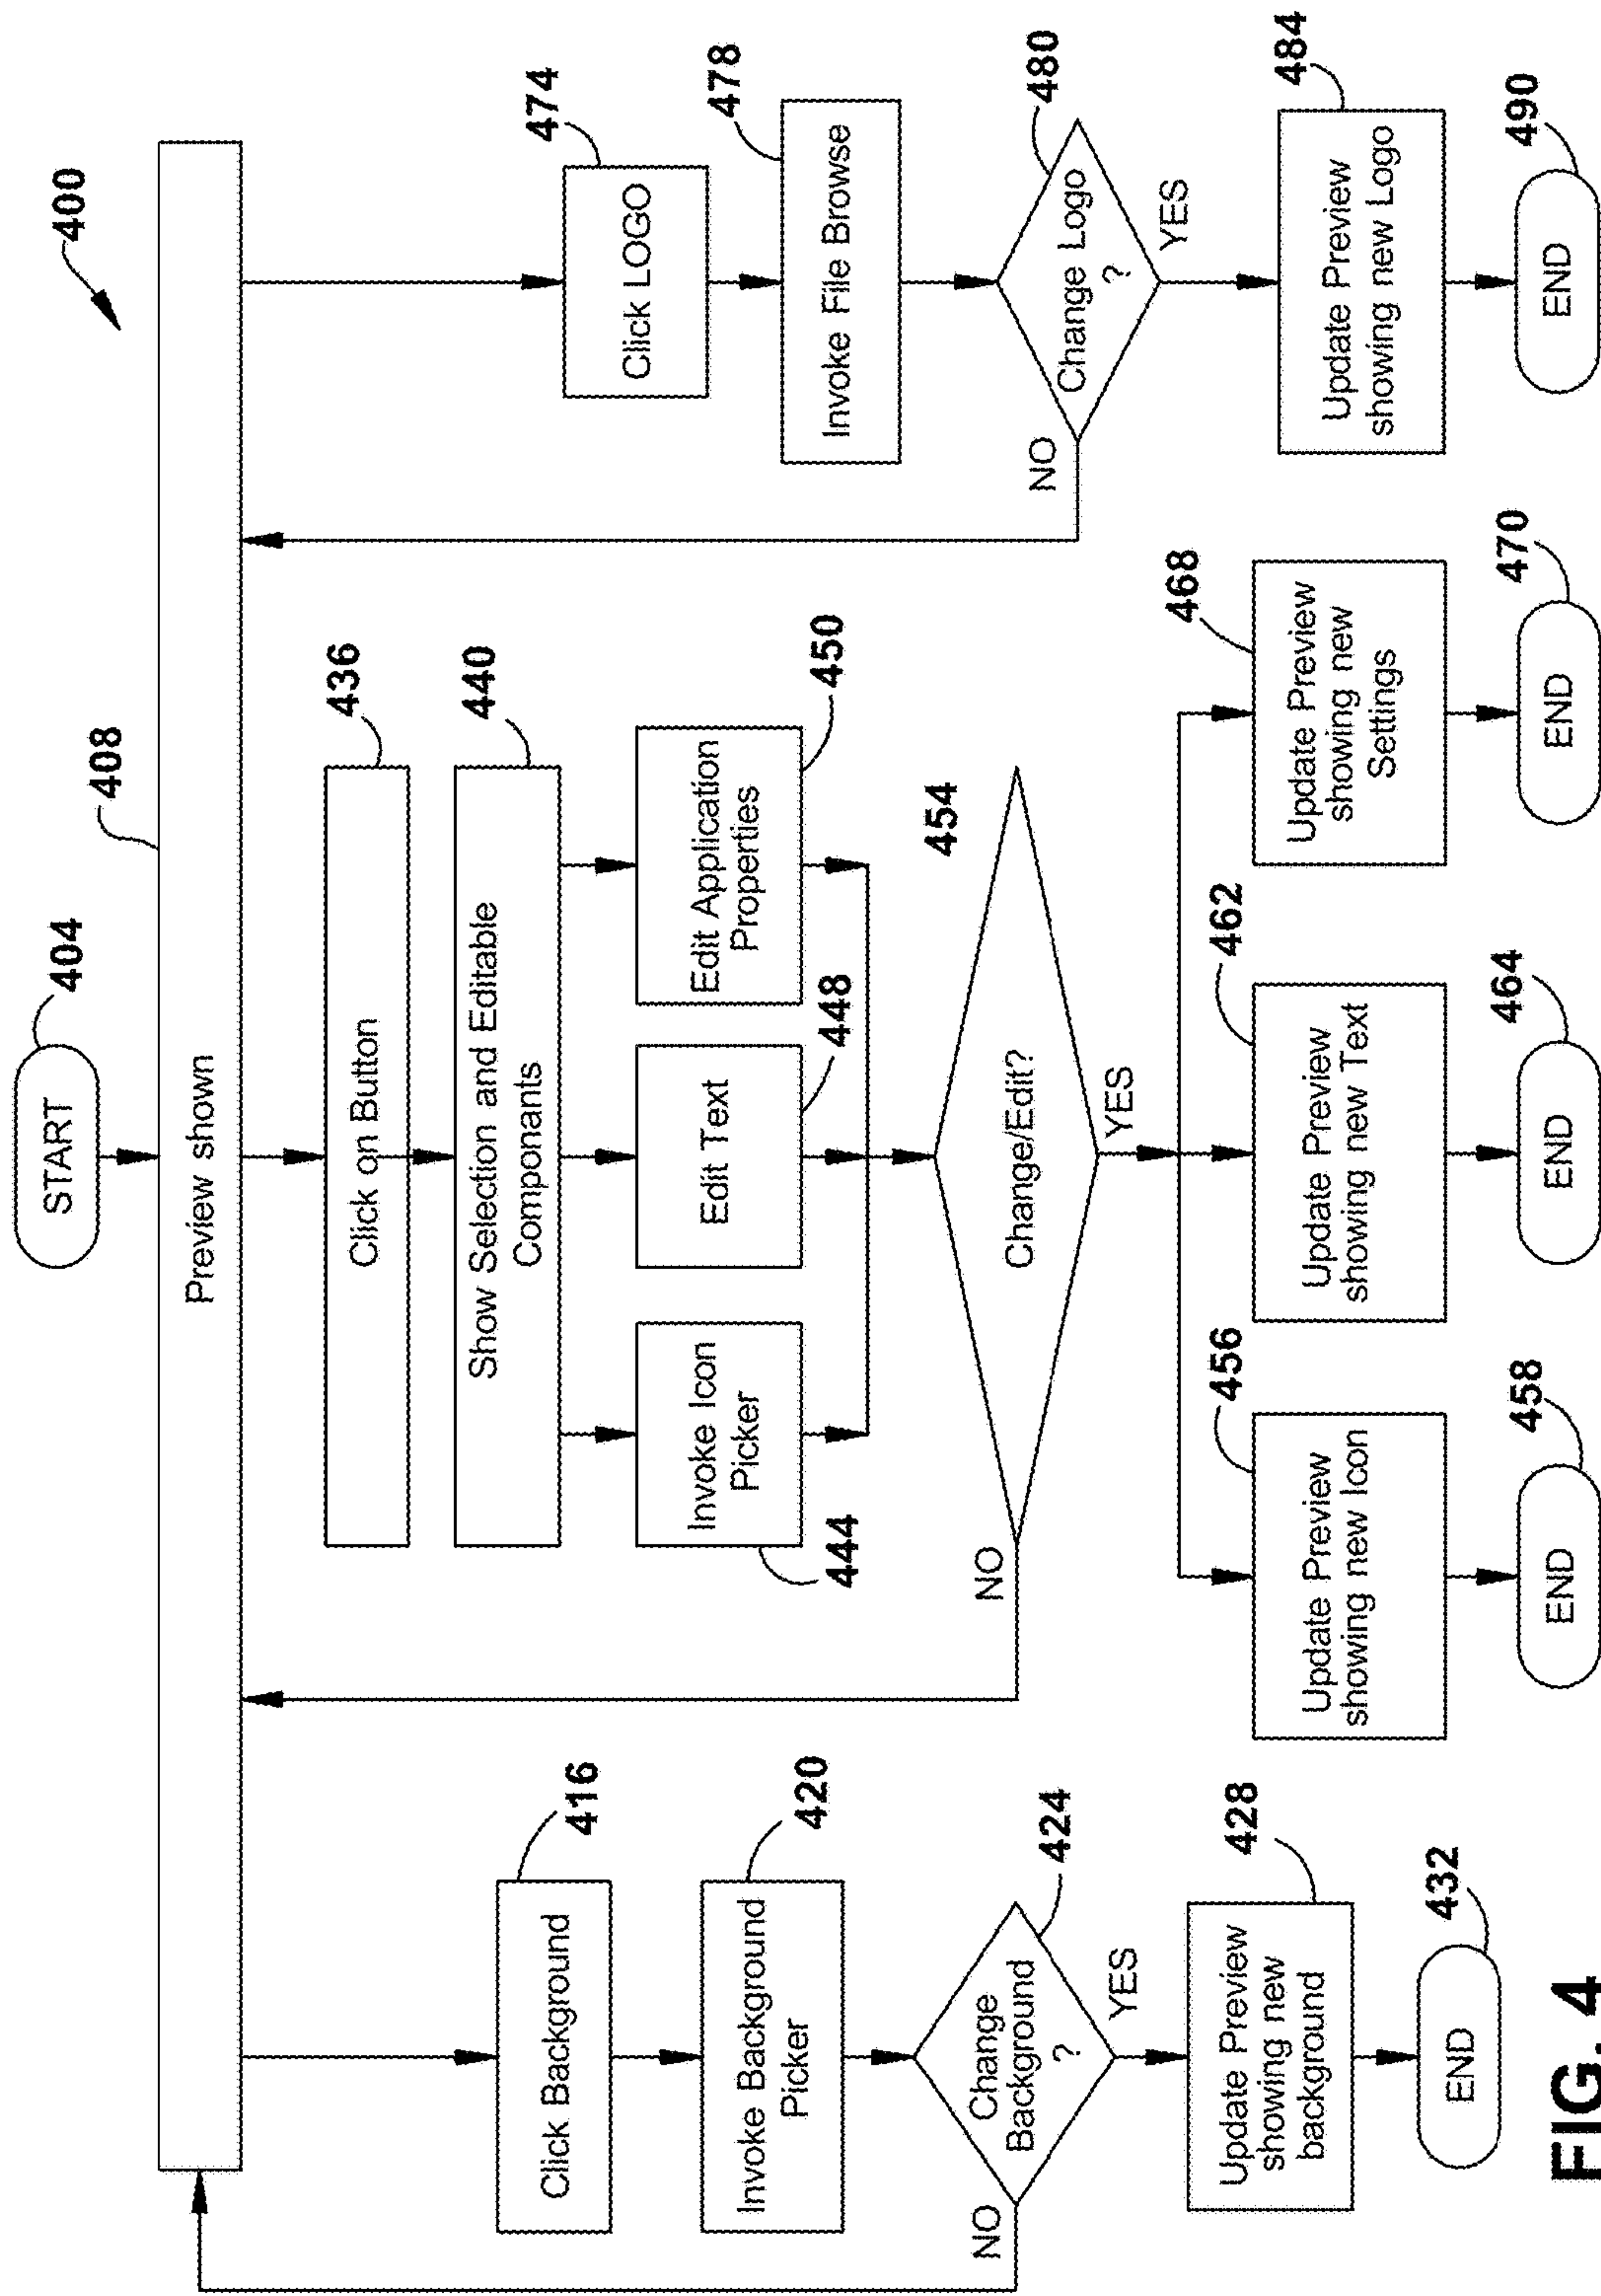 400
START
404
408
Preview shown
Click Background
416
Invoke Background
Picker
420
Change
Background
?
424
NO
YES
Update Preview
showing new
background
428
END
432
Click on Button
436
Show Selection and Editable
Componants
440
Invoke Icon
Picker
444
Edit Text
448
Edit Application
Properties
450
Change/Edit?
454
NO
YES
Update Preview
showing new Icon
456
END
458
Update Preview
showing new Text
462
END
464
Update Preview
showing new
Settings
468
END
470
Click LOGO
474
Invoke File Browse
478
Change Logo
?
480
NO
YES
Update Preview
showing new Logo
484
END
490
FIG. 4